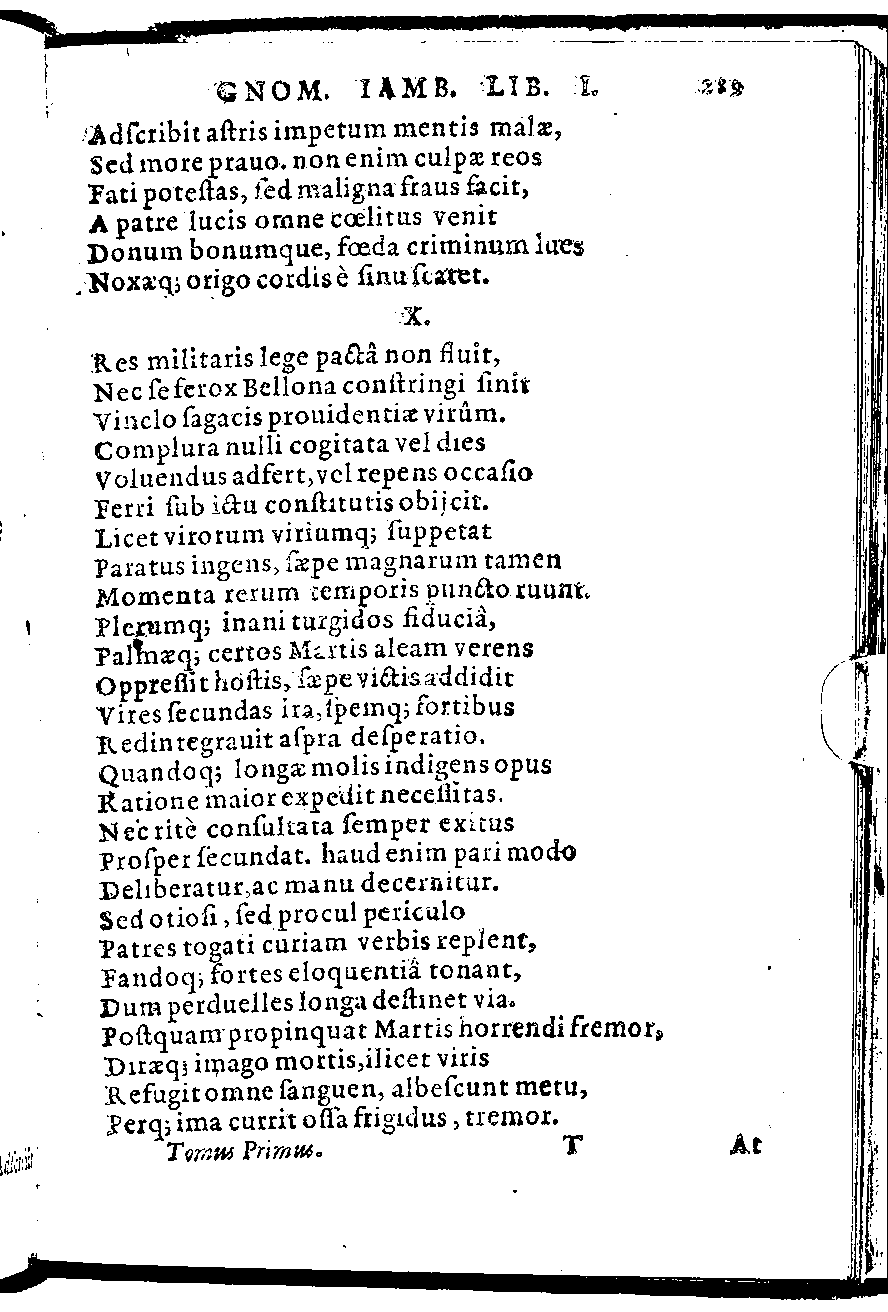 GNOM. IAMB. LIB. I. 289
Adſcribit aſtris impetum mentis malæ,
Sed more prauo. non enim culpæ reos
Fati poteſtas, ſed maligna fraus facit,
A patre lucis omne cœlitus venit
Donum bonumque, fœda criminum lues
Noxæq; origo cordis è ſinu ſcatet.
X.
Res militaris lege pactâ non fluit,
Nec ſe ferox Bellona conſtringi ſinit
Vinclo ſagacis prouidentiæ virûm.
Complura nulli cogitata vel dies
Voluendus adfert, vel repens occaſio
Ferri ſub ictu conſtitutis obijcit.
Licet virorum viriumq; ſuppetat
Paratus ingens, ſæpe magnarum tamen
Momenta rerum temporis puncto ruunt.
Plerumq; inani turgidos fiduciâ,
Palmæq; certos Martis aleam verens
Oppreſſit hoſtis, ſæpe victis addidit
Vires ſecundas ira, ſpemq; fortibus
Redintegrauit aſpra deſperatio.
Quandoq; longæ molis indigens opus
Ratione maior expedit neceſſitas.
Nec ritè conſultata ſemper exitus
Proſper ſecundat. haud enim pari modo
Deliberatur, ac manu decernitur.
Sed otioſi, ſed procul periculo
Patres togati curiam verbis replent,
Fandoq; fortes eloquentiâ tonant,
Dum perduelles longa deſtinet via.
Poſtquam propinquat Martis horrendi fremor,
Diræq; imago mortis, ilicet viris
Refugit omne ſanguen, albeſcunt metu,
Perq; ima currit oſſa frigidus, tremor.
Tomus Primus. T At